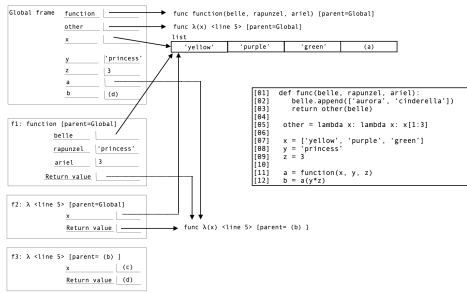 Global frame
function
func function(belle, rapunzel, ariel) [parent=Global]
other
func λ(x) <line 5> [parent=Global]
x
list
'yellow' 'purple' 'green' (a)
y 'princess'
z 3
a
b (d)
f1: function [parent=Global]
belle
rapunzel 'princess'
ariel 3
Return value
f2: λ <line 5> [parent=Global]
x
Return value
func λ(x) <line 5> [parent= (b) ]
f3: λ <line 5> [parent= (b) ]
x (c)
Return value (d)
[01] def func(belle, rapunzel, ariel):
[02] belle.append(['aurora', 'cinderella'])
[03] return other(belle)
[04]
[05] other = lambda x: lambda x: x[1:3]
[06]
[07] x = ['yellow', 'purple', 'green']
[08] y = 'princess'
[09] z = 3
[10]
[11] a = function(x, y, z)
[12] b = a(y*z)